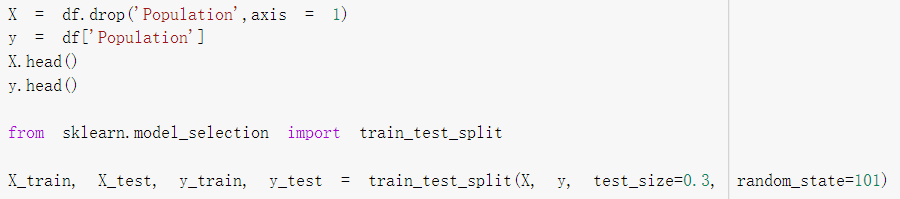 X = df.drop('Population',axis = 1)
y = df['Population']
X.head()
y.head()
from sklearn.model_selection import train_test_split
X_train, X_test, y_train, y_test = train_test_split(X, y, test_size=0.3, random_state=101)